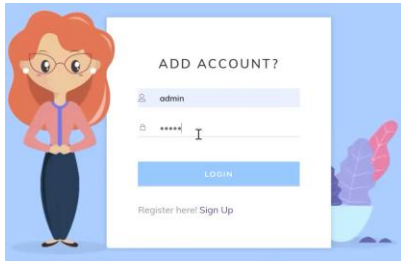 ADD ACCOUNT?
admin
*****
LOGIN
Register here! Sign Up